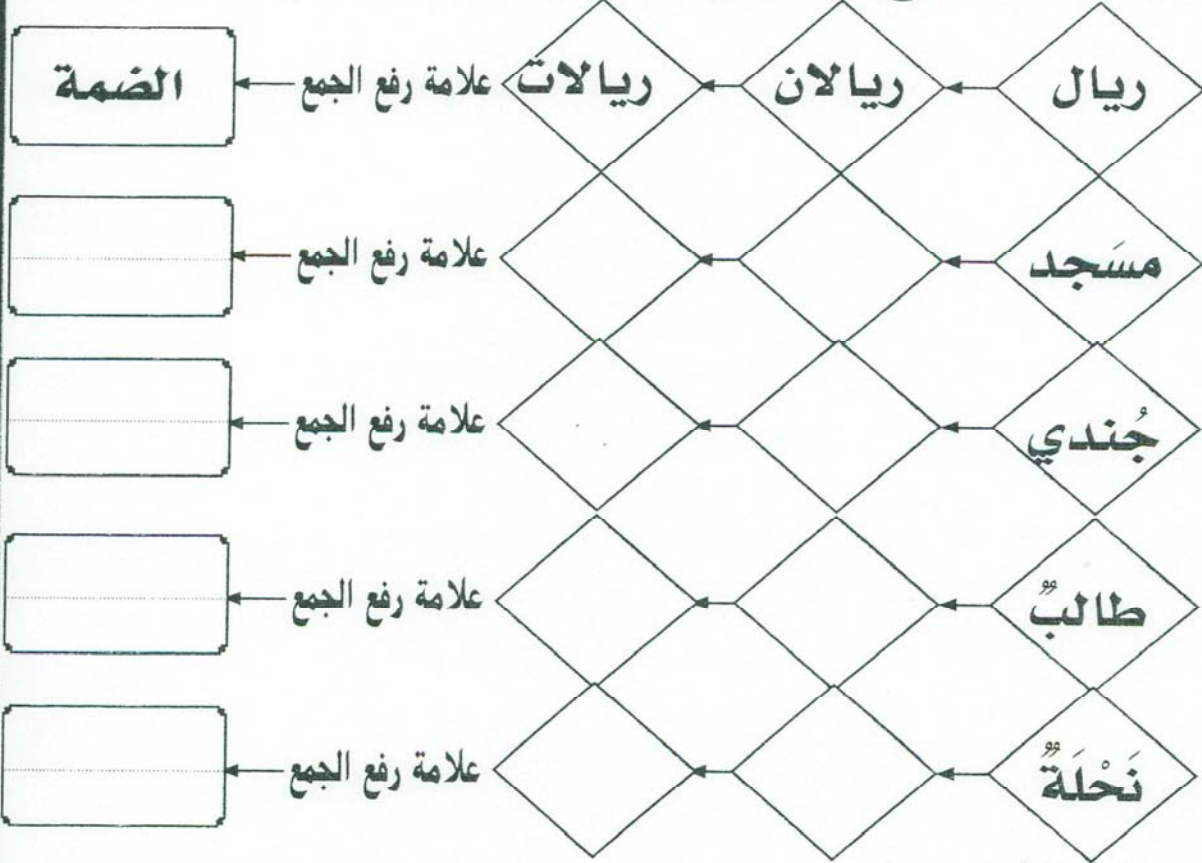 ريال ريالان ريالات علامة رفع الجمع الضمة
مسَجد علامة رفع الجمع
جُندي علامة رفع الجمع
طالبٌ علامة رفع الجمع
نَحْلَةٌ علامة رفع الجمع